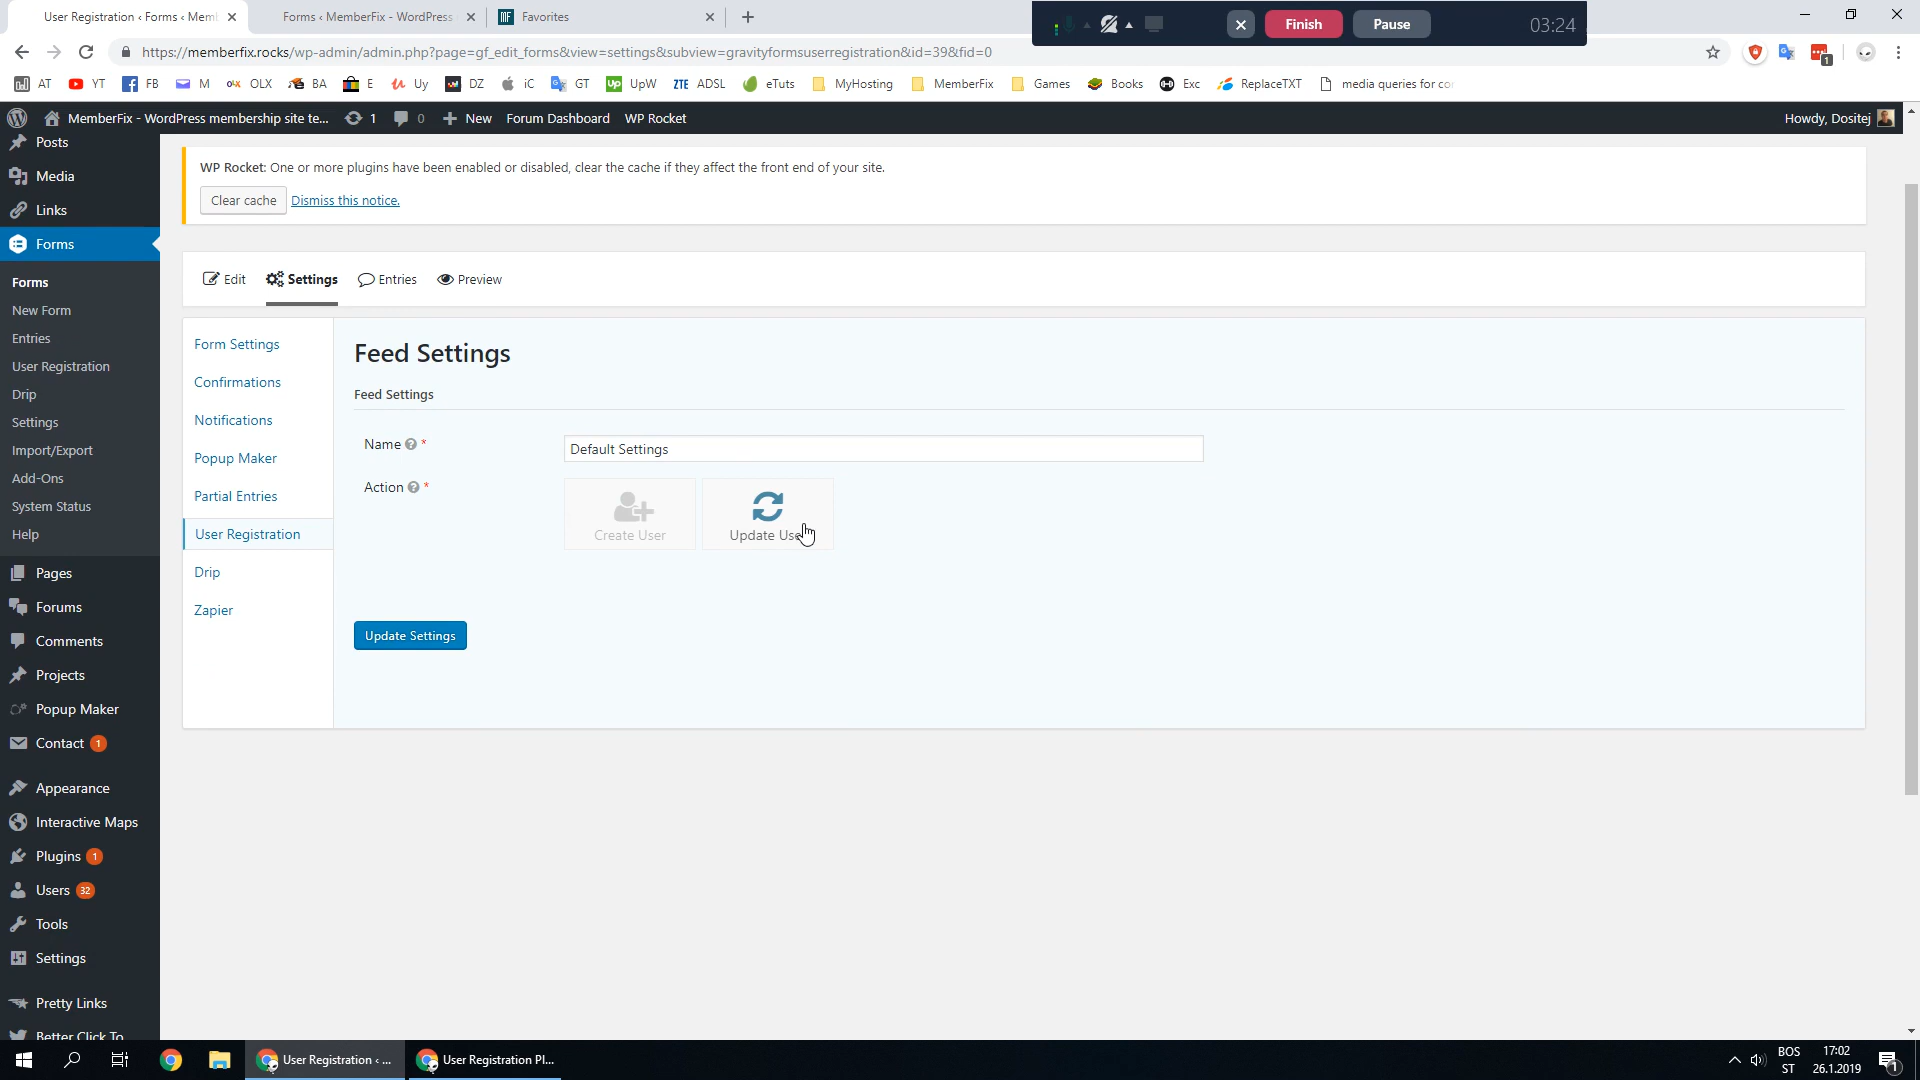 User Registration ‹ Forms ‹ Memb
Forms ‹ MemberFix - WordPress
MF
Favorites
Finish
Pause
03:24
https://memberfix.rocks/wp-admin/admin.php?page=gf_edit_forms&view=settings&subview=gravityformsuserregistration&id=39&fid=0
1
AT
YT
FB
M
OLX
BA
E
Uy
DZ
iC
GT
Up
UpW
ZTE
ADSL
eTuts
MyHosting
MemberFix
Games
Books
Exc
ReplaceTXT
media queries for co
MemberFix - WordPress membership site te...
1
0
New
Forum Dashboard
WP Rocket
Howdy, Dositej
Posts
Media
Links
Forms
Forms
New Form
Entries
User Registration
Drip
Settings
Import/Export
Add-Ons
System Status
Help
Pages
Forums
Comments
Projects
Popup Maker
Contact 1
Appearance
Interactive Maps
Plugins 1
Users 32
Tools
Settings
Pretty Links
Better Click To
WP Rocket: One or more plugins have been enabled or disabled, clear the cache if they affect the front end of your site.
Clear cache
Dismiss this notice.
Edit
Settings
Entries
Preview
Form Settings
Confirmations
Notifications
Popup Maker
Partial Entries
User Registration
Drip
Zapier
Feed Settings
Feed Settings
Name ? *
Default Settings
Action ? *
Create User
Update User
Update Settings
User Registration ‹ ...
User Registration Pl...
BOS
ST
17:02
26.1.2019
1